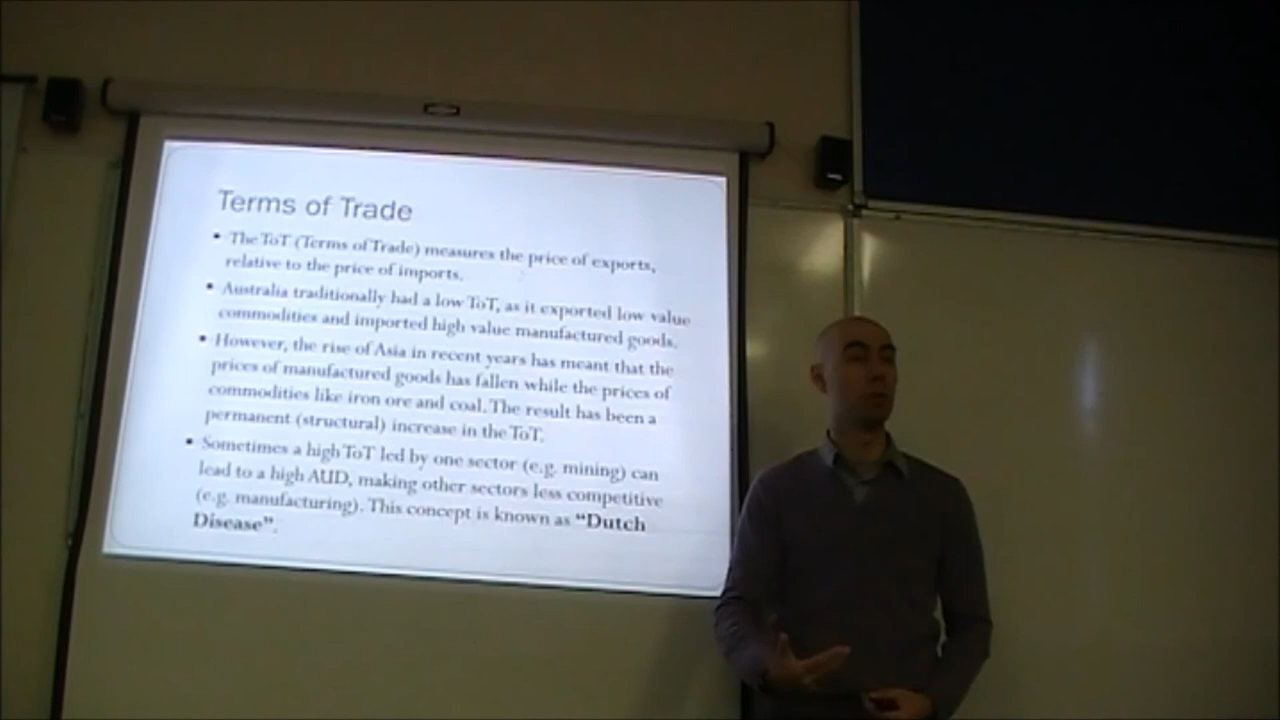 Terms of Trade
• The ToT (Terms of Trade) measures the price of exports,
relative to the price of imports.
• Australia traditionally had a low ToT, as it exported low value
commodities and imported high value manufactured goods.
• However, the rise of Asia in recent years has meant that the
prices of manufactured goods has fallen while the prices of
commodities like iron ore and coal. The result has been a
permanent (structural) increase in the ToT.
• Sometimes a high ToT led by one sector (e.g. mining) can
lead to a high AUD, making other sectors less competitive
(e.g. manufacturing). This concept is known as “Dutch
Disease”.